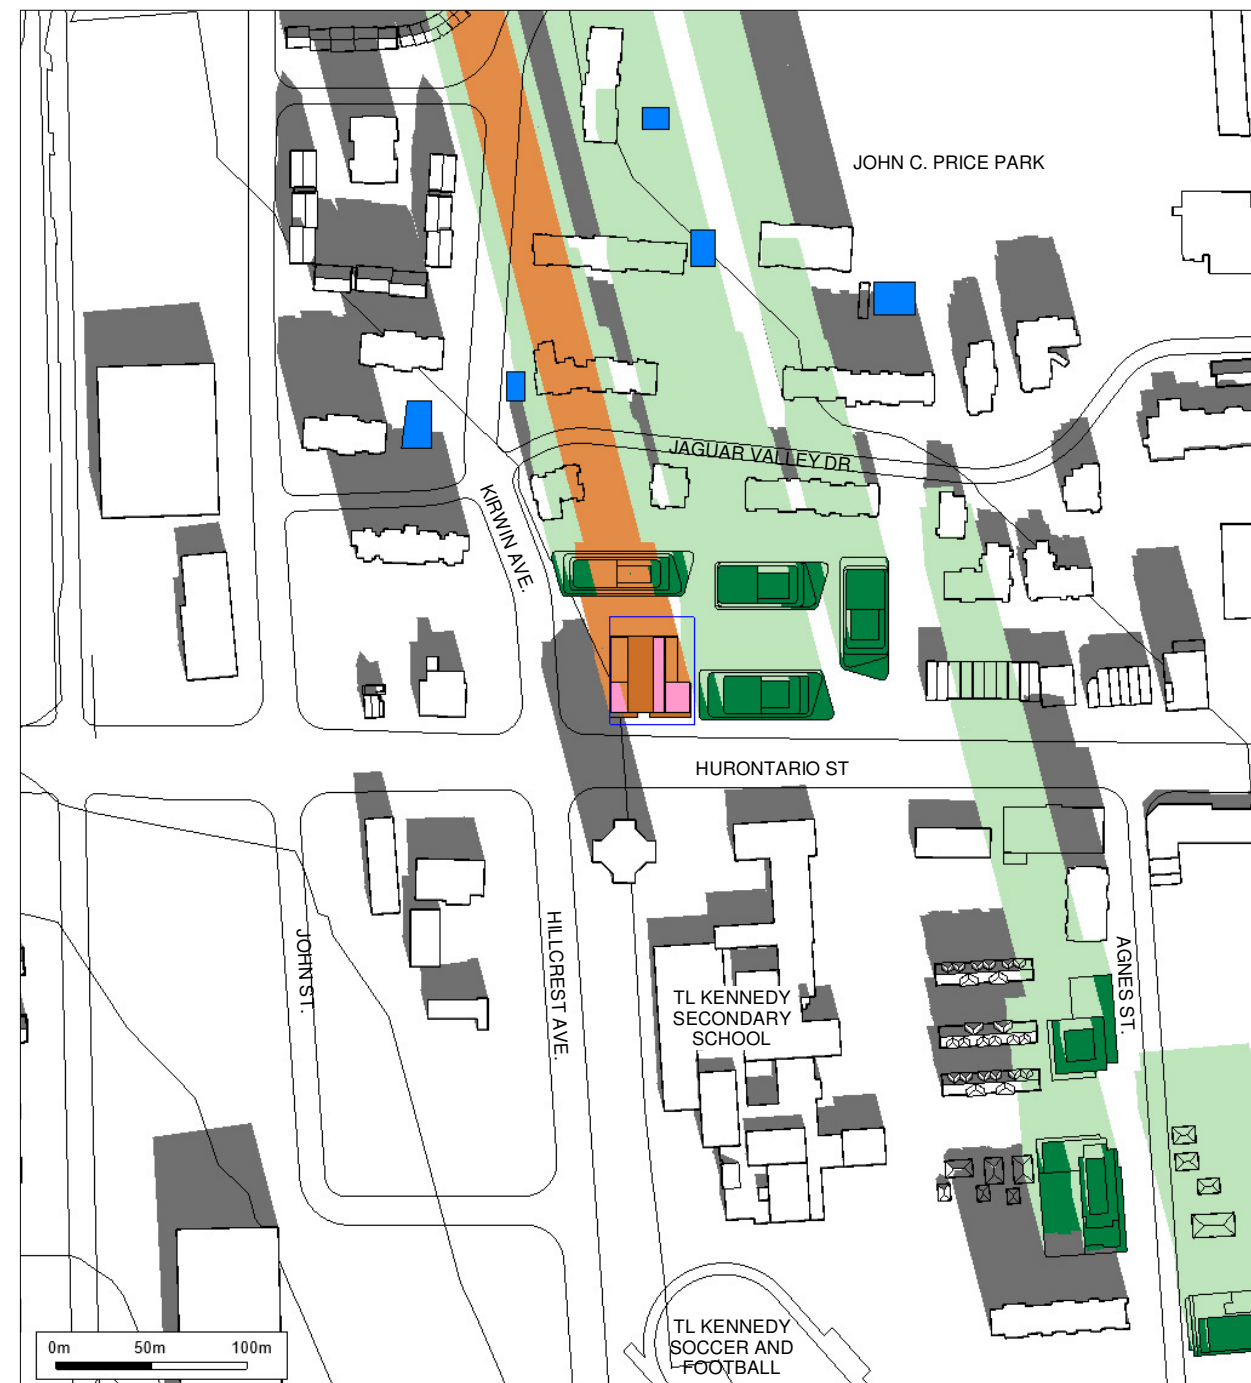 JOHN C. PRICE PARK
JAGUAR VALLEY DR.
KIRWIN AVE.
HURONTARIO ST
JOHN ST.
HILLCREST AVE.
AGNES ST.
TL KENNEDY
SECONDARY
SCHOOL
TL KENNEDY
SOCCER AND
FOOTBALL
0m 50m 100m